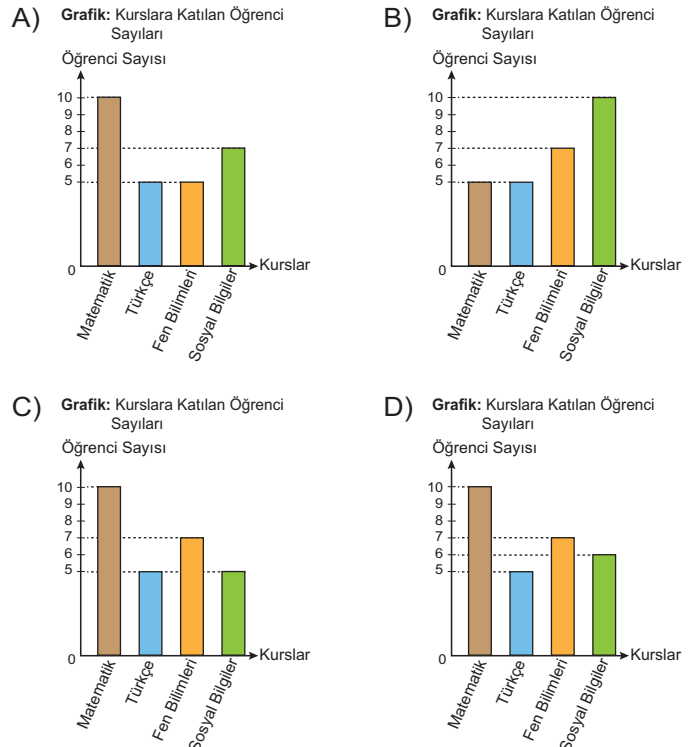 A)
Grafik: Kurslara Katılan Öğrenci
Sayıları
Öğrenci Sayısı
10
9
8
7
6
5
0
Kurslar
Matematik
Türkçe
Fen Bilimleri
Sosyal Bilgiler
B)
Grafik: Kurslara Katılan Öğrenci
Sayıları
Öğrenci Sayısı
10
9
8
7
6
5
0
Kurslar
Matematik
Türkçe
Fen Bilimleri
Sosyal Bilgiler
C)
Grafik: Kurslara Katılan Öğrenci
Sayıları
Öğrenci Sayısı
10
9
8
7
6
5
0
Kurslar
Matematik
Türkçe
Fen Bilimleri
Sosyal Bilgiler
D)
Grafik: Kurslara Katılan Öğrenci
Sayıları
Öğrenci Sayısı
10
9
8
7
6
5
0
Kurslar
Matematik
Türkçe
Fen Bilimleri
Sosyal Bilgiler